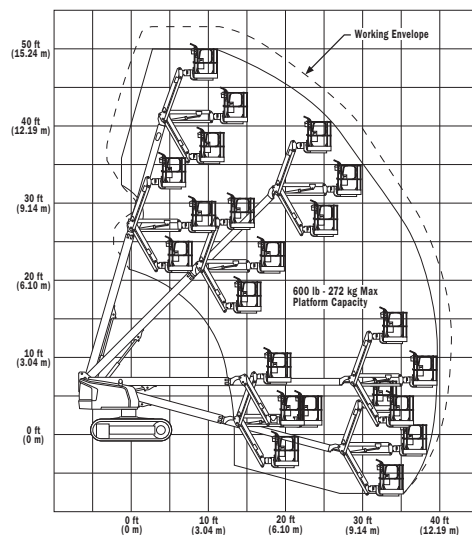 50 ft
(15.24 m)
Working Envelope
40 ft
(12.19 m)
30 ft
(9.14 m)
20 ft
(6.10 m)
600 lb - 272 kg Max
Platform Capacity
10 ft
(3.04 m)
0 ft
(0 m)
0 ft
(0 m)
10 ft
(3.04 m)
20 ft
(6.10 m)
30 ft
(9.14 m)
40 ft
(12.19 m)